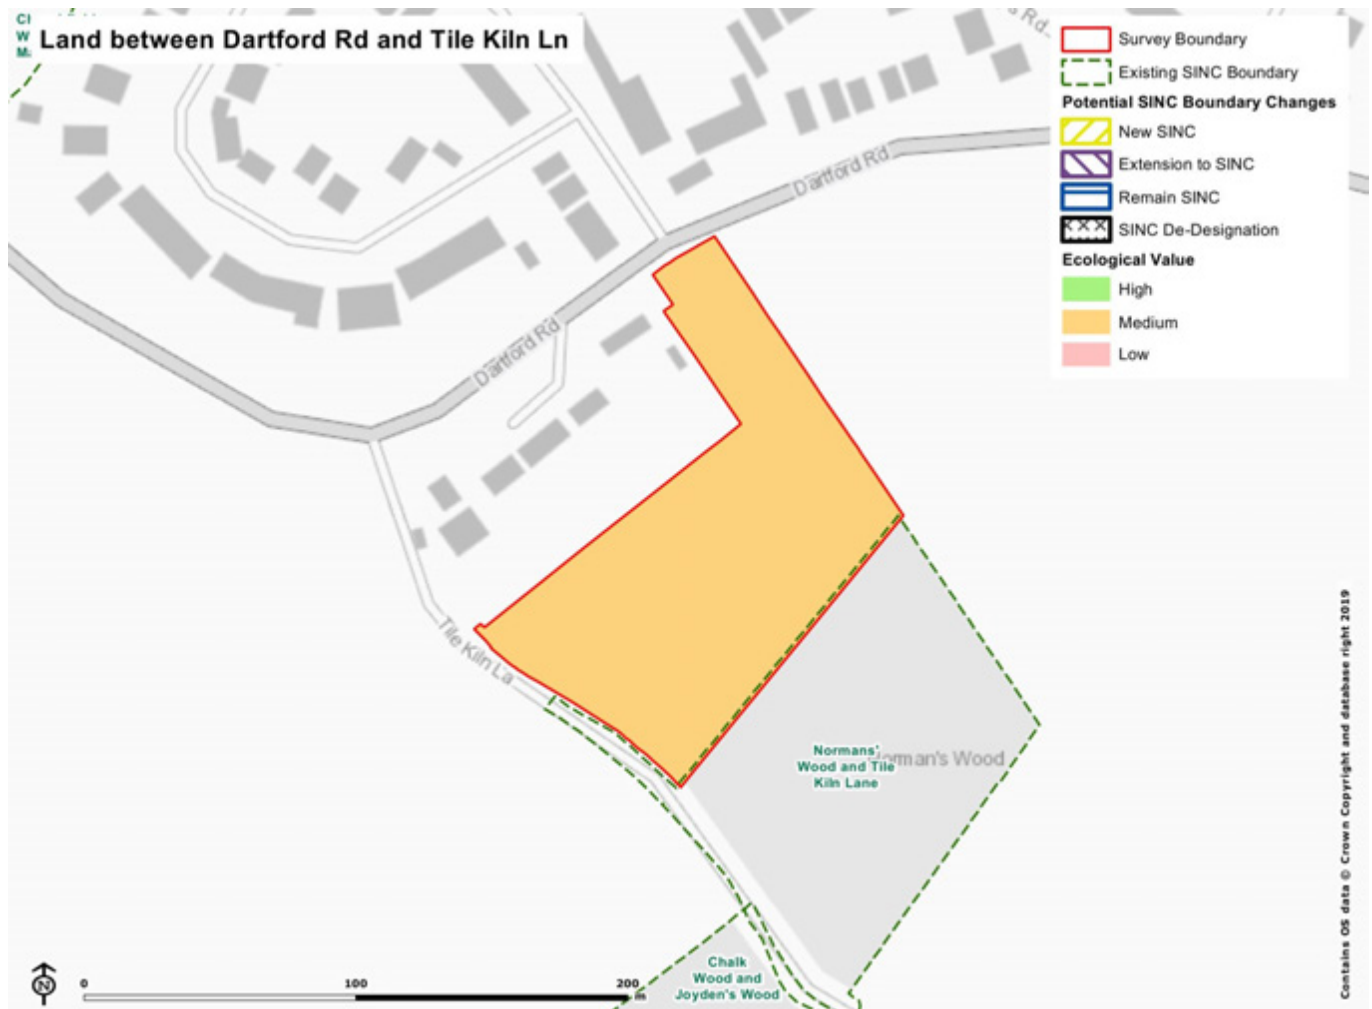 Land between Dartford Rd and Tile Kiln Ln
Survey Boundary
Existing SINC Boundary
Potential SINC Boundary Changes
New SINC
Extension to SINC
Remain SINC
SINC De-Designation
Ecological Value
High
Medium
Low
Rd
Dartford Rd
Dartford Rd
Tile Kiln La
Normans'
Wood and Tile
Kiln Lane
Norman's Wood
Chalk
Wood and
Joyden's Wood
N
0 100 200 m
Contains OS data © Crown Copyright and database right 2019